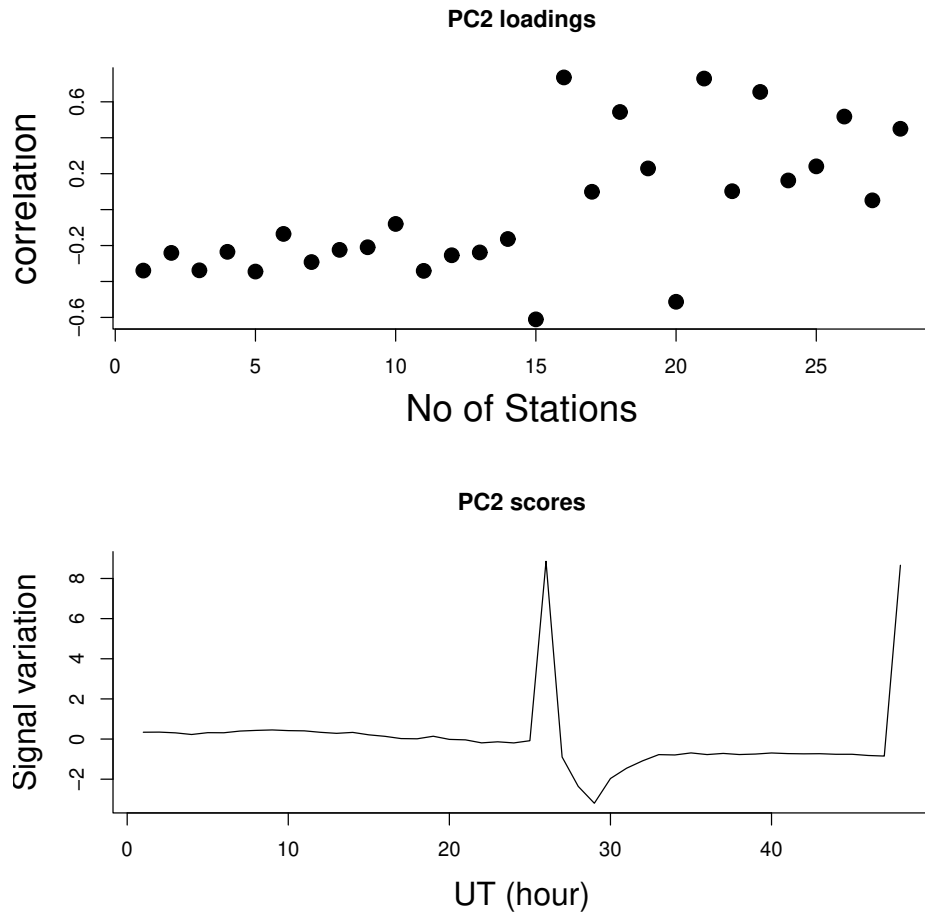 PC2 loadings
correlation
0.6
0.2
−0.2
−0.6
0 5 10 15 20 25
No of Stations
PC2 scores
Signal variation
8
6
4
2
0
−2
0 10 20 30 40
UT (hour)